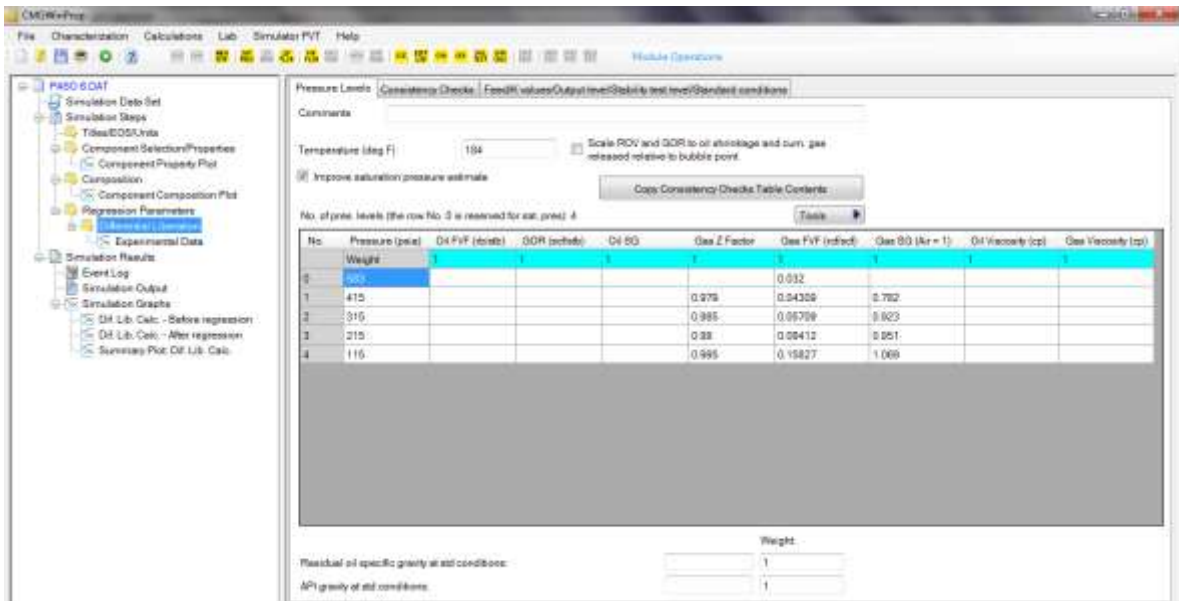 CMGWinProp
File Characterization Calculations Lab Simulator PVT Help
Module Operations
PASO 6.DAT
Simulation Data Set
Simulation Steps
Titles/EOS/Units
Component Selection/Properties
Component Property Plot
Composition
Component Composition Plot
Regression Parameters
Differential Liberation
Experimental Data
Simulation Results
Event Log
Simulation Output
Simulation Graphs
Dif. Lib. Calc. - Before regression
Dif. Lib. Calc. - After regression
Summary Plot: Dif. Lib. Calc.
Pressure Levels Consistency Checks Feed/K values/Output level/Stability test level/Standard conditions
Comments
Temperature (deg F) 184 Scale ROV and GOR to oil shrinkage and cum. gas
released relative to bubble point
Improve saturation pressure estimate
Copy Consistency Checks Table Contents
No. of pres. levels (the row No. 0 is reserved for sat. pres): 4 Tools
No. Pressure (psia) Oil FVF (rb/stb) GOR (scf/stb) Oil SG Gas Z Factor Gas FVF (rcf/scf) Gas SG (Air = 1) Oil Viscosity (cp) Gas Viscosity (cp)
Weight 1 1 1 1 1 1 1 1
0 0.032
1 415 0.979 0.04309 0.782
2 315 0.985 0.05709 0.823
3 215 0.99 0.08412 0.851
4 115 0.995 0.15827 1.068
Weight:
Residual oil specific gravity at std conditions: 1
API gravity at std conditions: 1